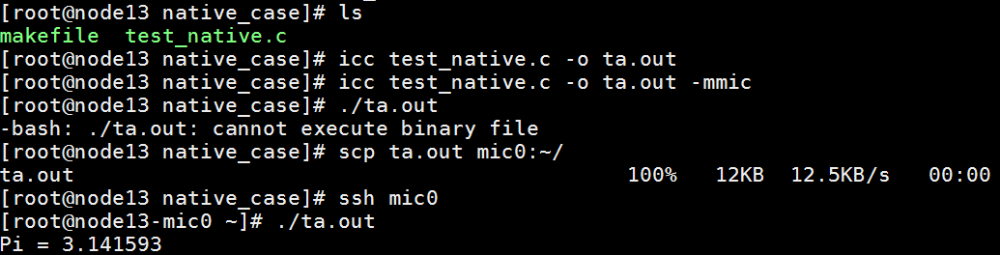 [root@node13 native_case]# ls
makefile  test_native.c
[root@node13 native_case]# icc test_native.c -o ta.out
[root@node13 native_case]# icc test_native.c -o ta.out -mmic
[root@node13 native_case]# ./ta.out
-bash: ./ta.out: cannot execute binary file
[root@node13 native_case]# scp ta.out mic0:~/
ta.out                                             100%   12KB  12.5KB/s   00:00
[root@node13 native_case]# ssh mic0
[root@node13-mic0 ~]# ./ta.out
Pi = 3.141593